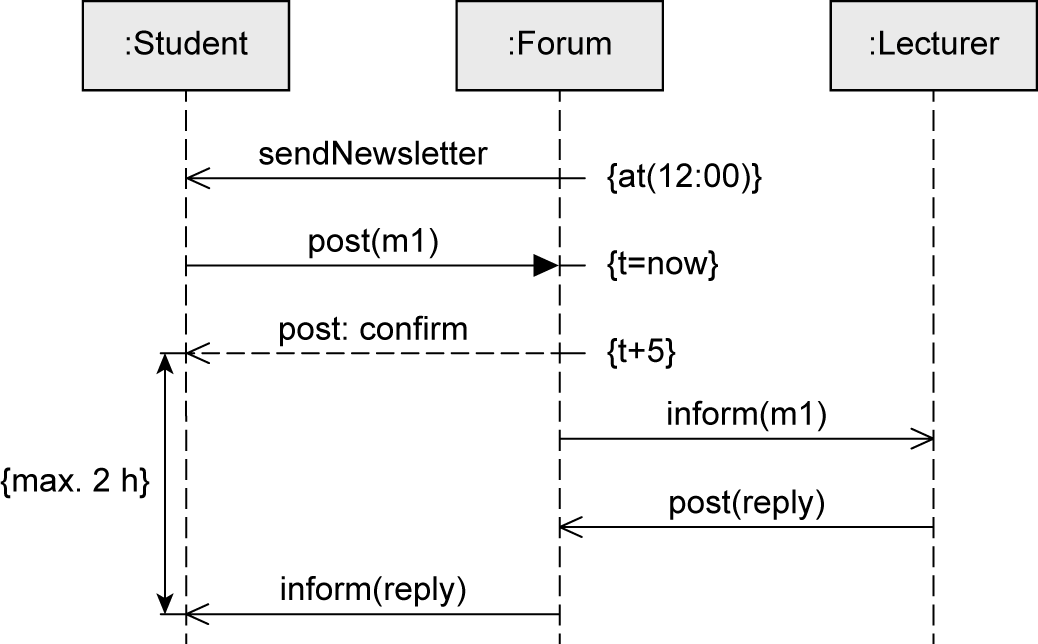 :Student
:Forum
:Lecturer
sendNewsletter
{at(12:00)}
post(m1)
{t=now}
post: confirm
{t+5}
inform(m1)
{max. 2 h}
post(reply)
inform(reply)